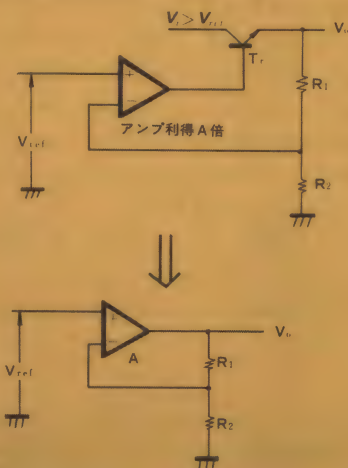 Vi > Vref
Vo
Tr
+
−
R₁
アンプ利得A倍
Vref
R₂
Vo
+
−
A
R₁
Vref
R₂